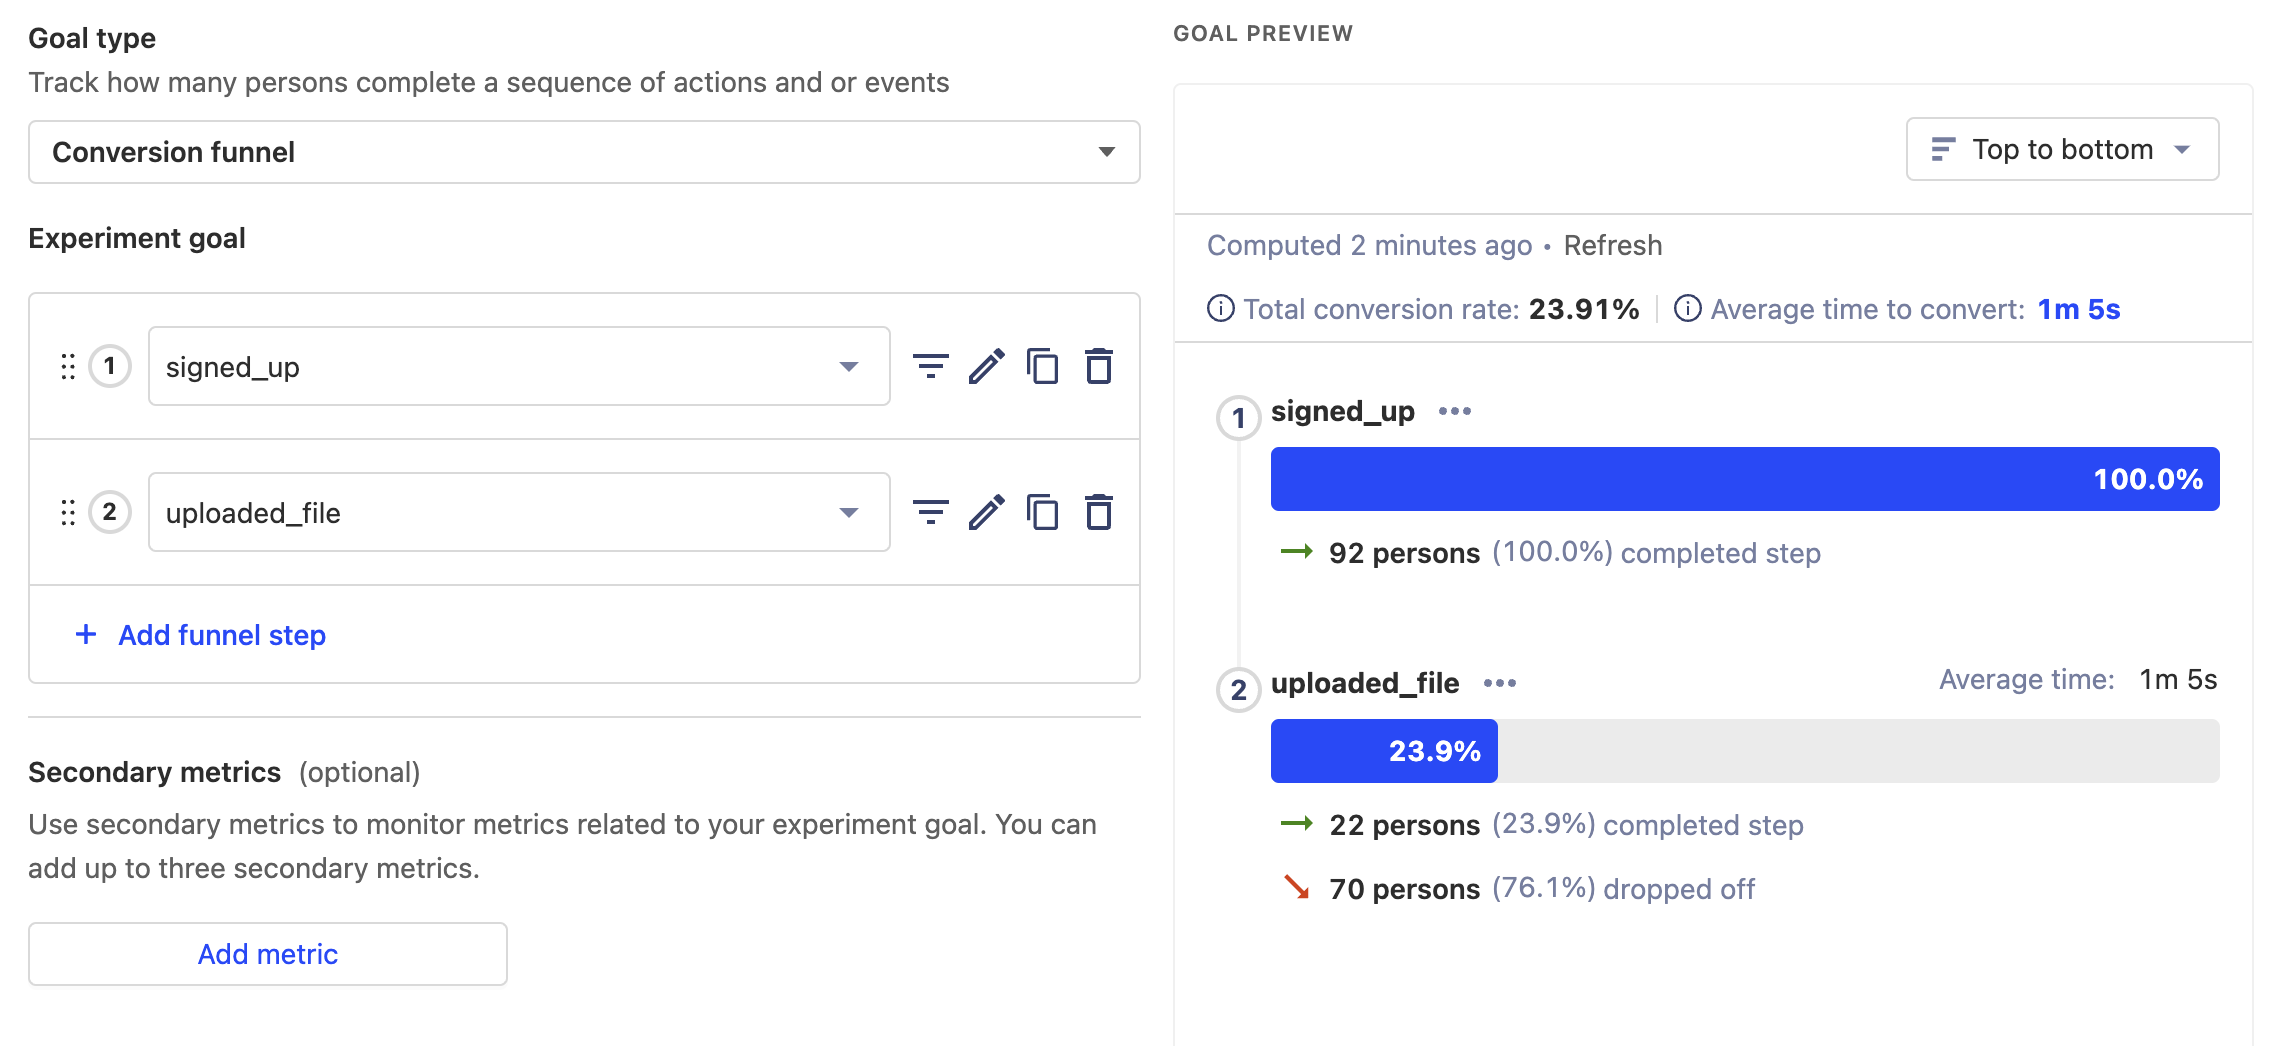 Goal type
Track how many persons complete a sequence of actions and or events
Conversion funnel
Experiment goal
1 signed_up
2 uploaded_file
+ Add funnel step
Secondary metrics (optional)
Use secondary metrics to monitor metrics related to your experiment goal. You can
add up to three secondary metrics.
Add metric
GOAL PREVIEW
Top to bottom
Computed 2 minutes ago • Refresh
Total conversion rate: 23.91% Average time to convert: 1m 5s
1 signed_up
100.0%
92 persons (100.0%) completed step
2 uploaded_file Average time: 1m 5s
23.9%
22 persons (23.9%) completed step
70 persons (76.1%) dropped off